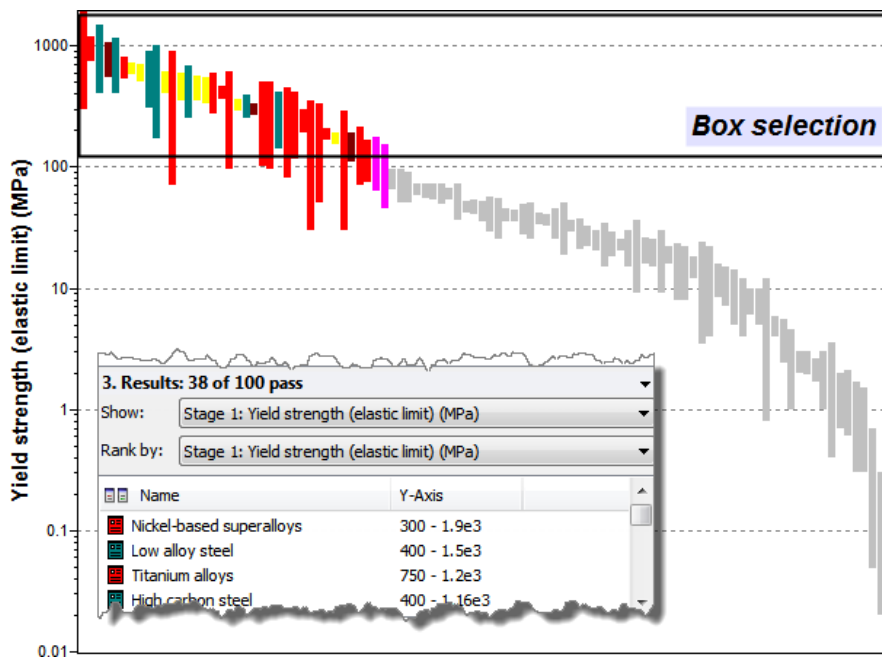 Yield strength (elastic limit) (MPa)
1000
100
10
1
0.1
0.01
Box selection
3. Results: 38 of 100 pass
Show: Stage 1: Yield strength (elastic limit) (MPa)
Rank by: Stage 1: Yield strength (elastic limit) (MPa)
Name Y-Axis
Nickel-based superalloys 300 - 1.9e3
Low alloy steel 400 - 1.5e3
Titanium alloys 750 - 1.2e3
High carbon steel 400 - 1.16e3